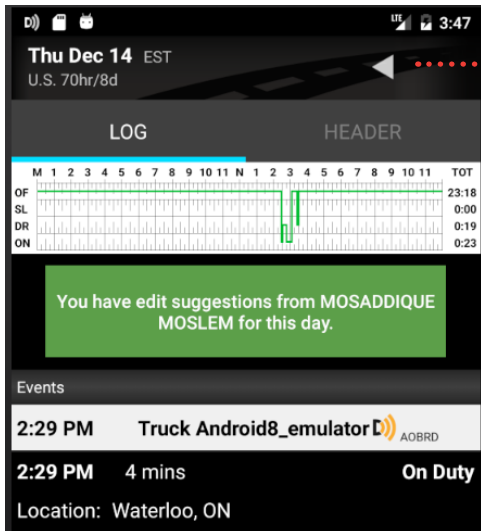 D)) LTE 3:47
Thu Dec 14 EST
U.S. 70hr/8d
LOG HEADER
M 1 2 3 4 5 6 7 8 9 10 11 N 1 2 3 4 5 6 7 8 9 10 11 TOT
OF 23:18
SL 0:00
DR 0:19
ON 0:23
You have edit suggestions from MOSADDIQUE
MOSLEM for this day.
Events
2:29 PM Truck Android8_emulator D)) AOBRD
2:29 PM 4 mins On Duty
Location: Waterloo, ON